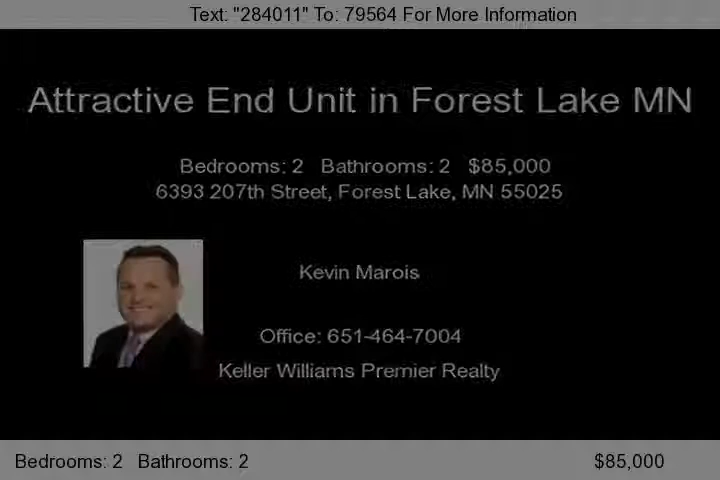 Text: "284011" To: 79564 For More Information
Attractive End Unit in Forest Lake MN
Bedrooms: 2 Bathrooms: 2 $85,000
6393 207th Street, Forest Lake, MN 55025
Kevin Marois
Office: 651-464-7004
Keller Williams Premier Realty
Bedrooms: 2 Bathrooms: 2 $85,000